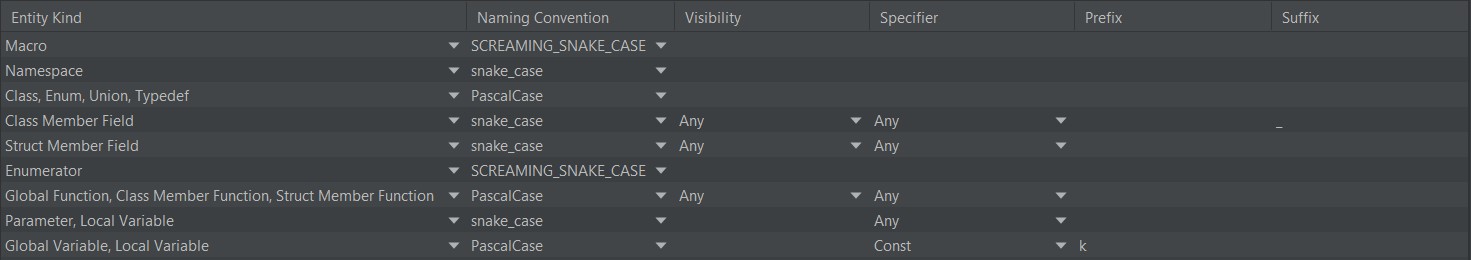 Entity Kind Naming Convention Visibility Specifier Prefix Suffix
Macro SCREAMING_SNAKE_CASE
Namespace snake_case
Class, Enum, Union, Typedef PascalCase
Class Member Field snake_case Any Any _
Struct Member Field snake_case Any Any
Enumerator SCREAMING_SNAKE_CASE
Global Function, Class Member Function, Struct Member Function PascalCase Any Any
Parameter, Local Variable snake_case Any
Global Variable, Local Variable PascalCase Const k